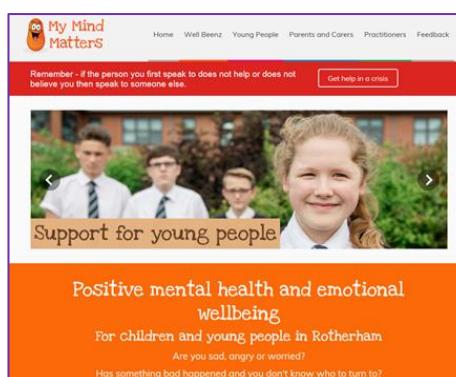 My Mind
Matters
Home Well Beenz Young People Parents and Carers Practitioners Feedback
Remember - if the person you first speak to does not help or does not
believe you then speak to someone else.
Get help in a crisis
Support for young people
Positive mental health and emotional
wellbeing
For children and young people in Rotherham
Are you sad, angry or worried?
Has something bad happened and you don't know who to turn to?